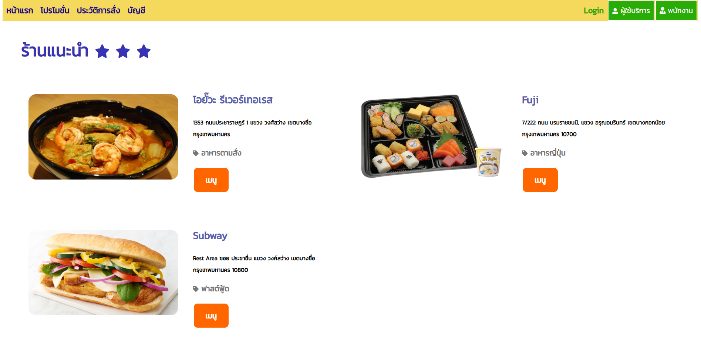 หน้าแรก โปรโมชั่น ประวัติการสั่ง บัญชี Login ผู้ใช้บริการ พนักงาน
ร้านแนะนำ
โอยั๊วะ รีเวอร์เทอเรส
1353 ถนนประชาราษฎร์ 1 แขวง วงศ์สว่าง เขตบางซื่อ
กรุงเทพมหานคร
อาหารตามสั่ง
เมนู
Fuji
77,222 ถนน บรมราชชนนี, แขวง อรุณอมรินทร์ เขตบางกอกน้อย
กรุงเทพมหานคร 10700
อาหารญี่ปุ่น
เมนู
Subway
Rest Area ซอย ประชาชื่น แขวง วงศ์สว่าง เขตบางซื่อ
กรุงเทพมหานคร 10800
ฟาสต์ฟู้ด
เมนู